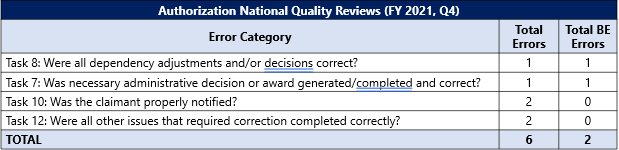 Authorization National Quality Reviews (FY 2021, Q4)
Error Category Total Errors Total BE Errors
Task 8: Were all dependency adjustments and/or decisions correct? 1 1
Task 7: Was necessary administrative decision or award generated/completed and correct? 1 1
Task 10: Was the claimant properly notified? 2 0
Task 12: Were all other issues that required correction completed correctly? 2 0
TOTAL 6 2